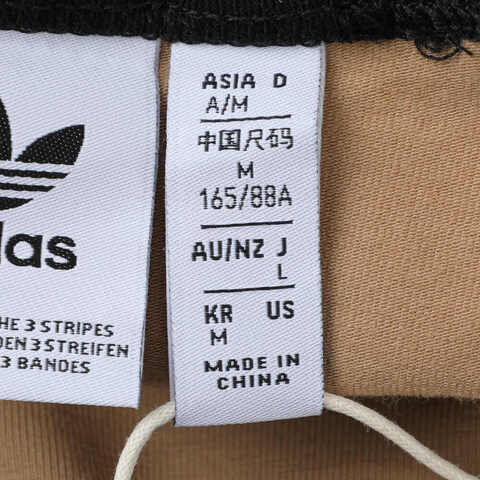 das
HE 3 STRIPES
DEN 3 STREIFEN
3 BANDES
ASIA D
A/M
中国尺码
M
165/88A
AU/NZ J
L
KR US
M
MADE IN
CHINA